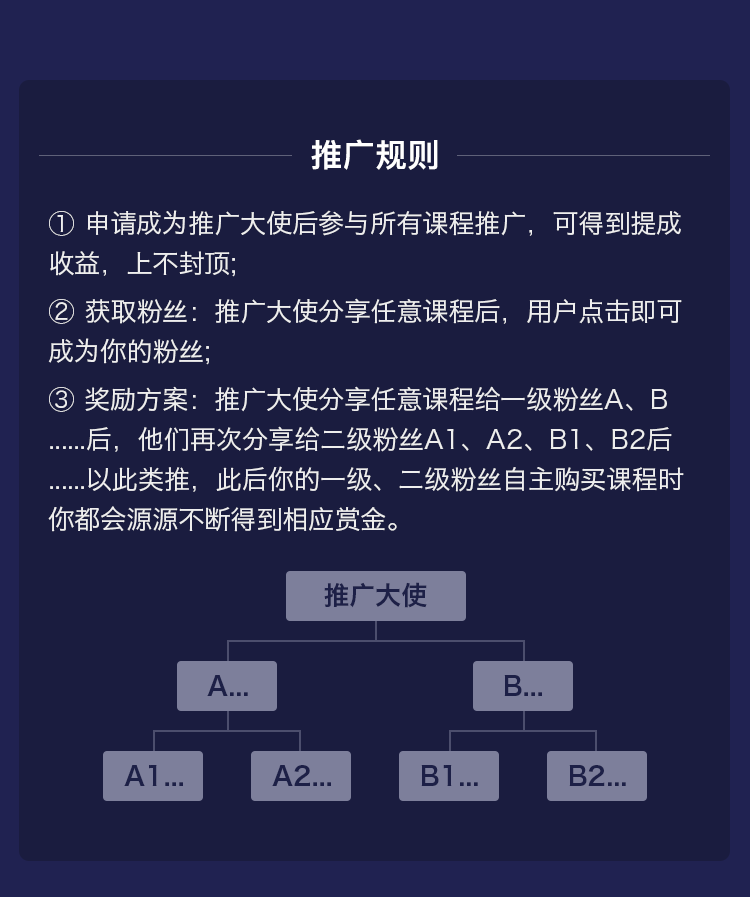 推广规则
① 申请成为推广大使后参与所有课程推广，可得到提成
收益，上不封顶;
② 获取粉丝：推广大使分享任意课程后，用户点击即可
成为你的粉丝;
③ 奖励方案：推广大使分享任意课程给一级粉丝A、B
......后，他们再次分享给二级粉丝A1、A2、B1、B2后
......以此类推，此后你的一级、二级粉丝自主购买课程时
你都会源源不断得到相应赏金。
推广大使
A... B...
A1... A2... B1... B2...